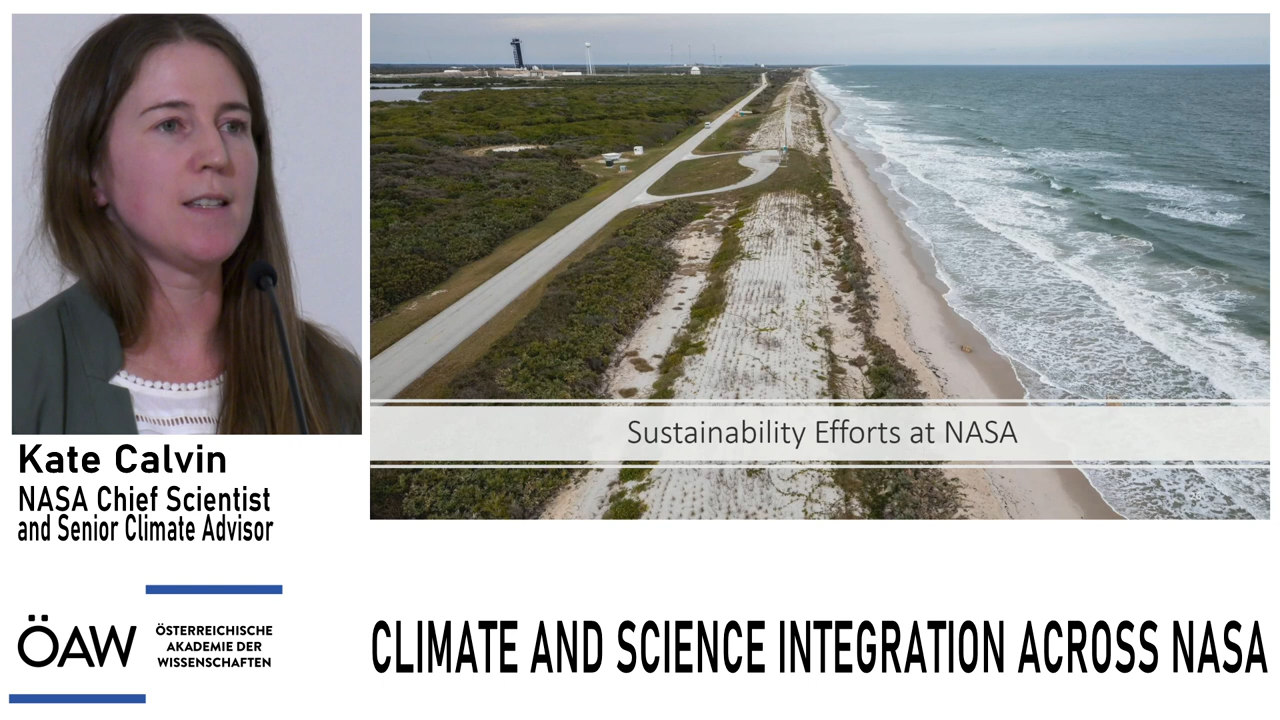 Sustainability Efforts at NASA
Kate Calvin
NASA Chief Scientist
and Senior Climate Advisor
ÖAW
ÖSTERREICHISCHE
AKADEMIE DER
WISSENSCHAFTEN
CLIMATE AND SCIENCE INTEGRATION ACROSS NASA